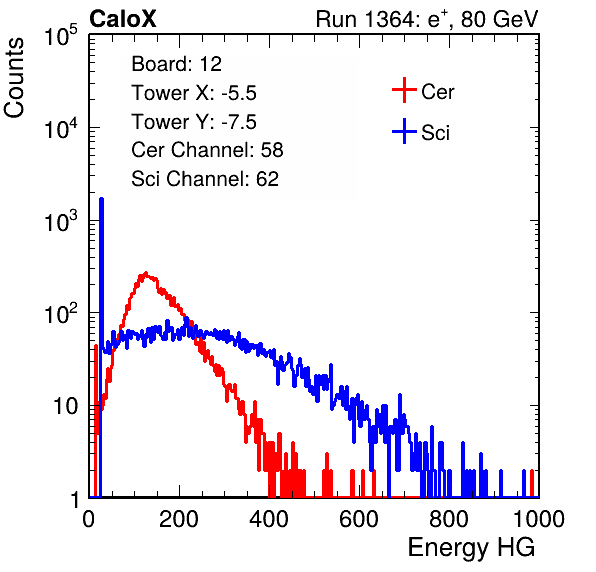 CaloX Run 1364: e⁺, 80 GeV
Counts
Board: 12
Tower X: -5.5
Tower Y: -7.5
Cer Channel: 58
Sci Channel: 62
Cer
Sci
10⁵
10⁴
10³
10²
10
1
0 200 400 600 800 1000
Energy HG